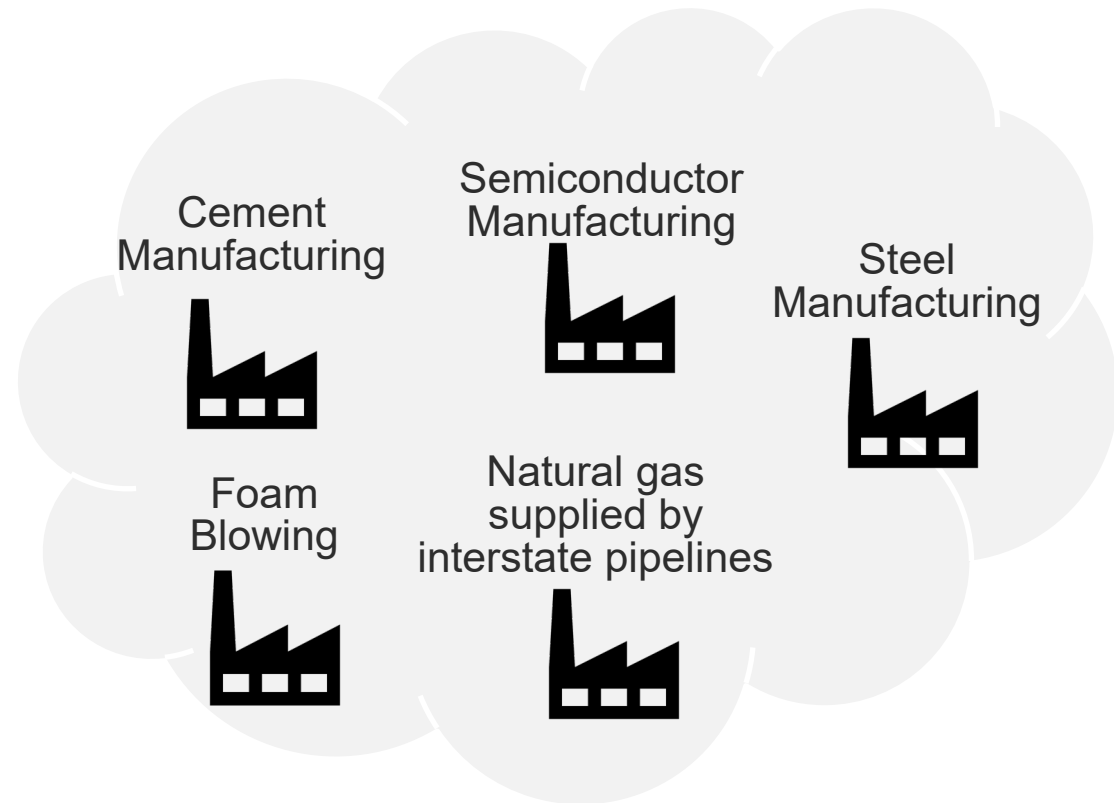 Cement
Manufacturing
Semiconductor
Manufacturing
Steel
Manufacturing
Foam
Blowing
Natural gas
supplied by
interstate pipelines